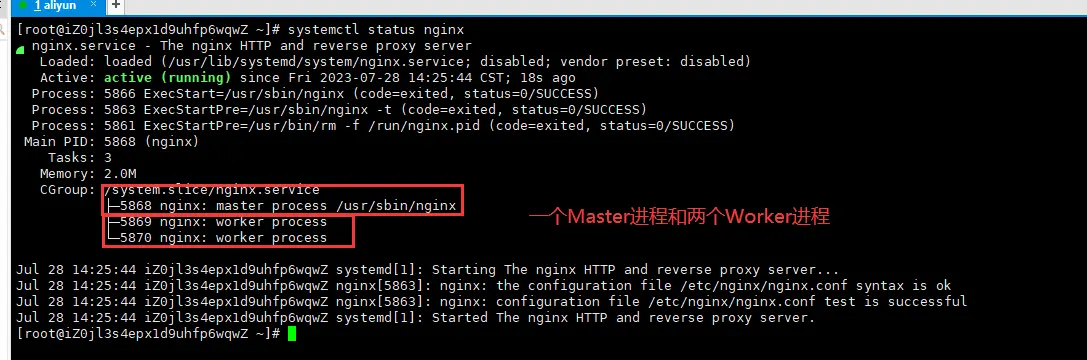 1 aliyun
+
[root@iZ0jl3s4epx1d9uhfp6wqwZ ~]# systemctl status nginx
nginx.service - The nginx HTTP and reverse proxy server
Loaded: loaded (/usr/lib/systemd/system/nginx.service; disabled; vendor preset: disabled)
Active: active (running) since Fri 2023-07-28 14:25:44 CST; 18s ago
Process: 5866 ExecStart=/usr/sbin/nginx (code=exited, status=0/SUCCESS)
Process: 5863 ExecStartPre=/usr/sbin/nginx -t (code=exited, status=0/SUCCESS)
Process: 5861 ExecStartPre=/usr/bin/rm -f /run/nginx.pid (code=exited, status=0/SUCCESS)
Main PID: 5868 (nginx)
Tasks: 3
Memory: 2.0M
CGroup: /system.slice/nginx.service
├─5868 nginx: master process /usr/sbin/nginx
├─5869 nginx: worker process
└─5870 nginx: worker process
一个Master进程和两个Worker进程
Jul 28 14:25:44 iZ0jl3s4epx1d9uhfp6wqwZ systemd[1]: Starting The nginx HTTP and reverse proxy server...
Jul 28 14:25:44 iZ0jl3s4epx1d9uhfp6wqwZ nginx[5863]: nginx: the configuration file /etc/nginx/nginx.conf syntax is ok
Jul 28 14:25:44 iZ0jl3s4epx1d9uhfp6wqwZ nginx[5863]: nginx: configuration file /etc/nginx/nginx.conf test is successful
Jul 28 14:25:44 iZ0jl3s4epx1d9uhfp6wqwZ systemd[1]: Started The nginx HTTP and reverse proxy server.
[root@iZ0jl3s4epx1d9uhfp6wqwZ ~]#